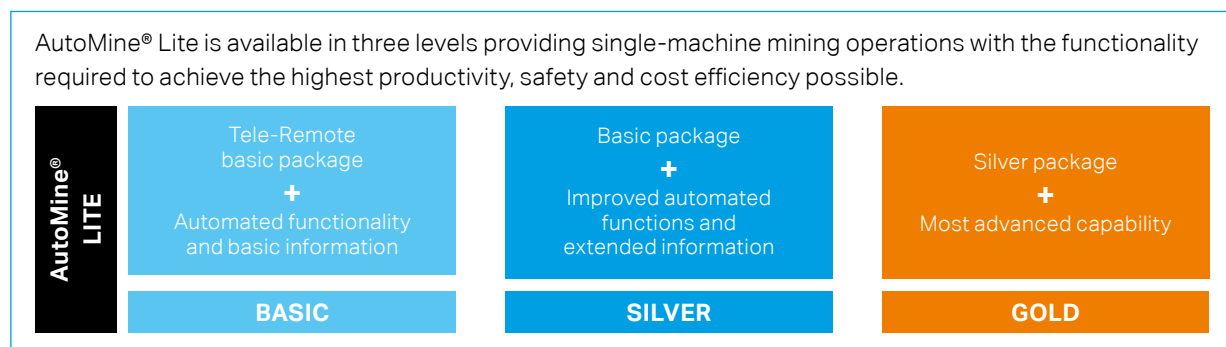 AutoMine® Lite is available in three levels providing single-machine mining operations with the functionality
required to achieve the highest productivity, safety and cost efficiency possible.
AutoMine®
LITE
Tele-Remote
basic package
+
Automated functionality
and basic information
BASIC
Basic package
+
Improved automated
functions and
extended information
SILVER
Silver package
+
Most advanced capability
GOLD